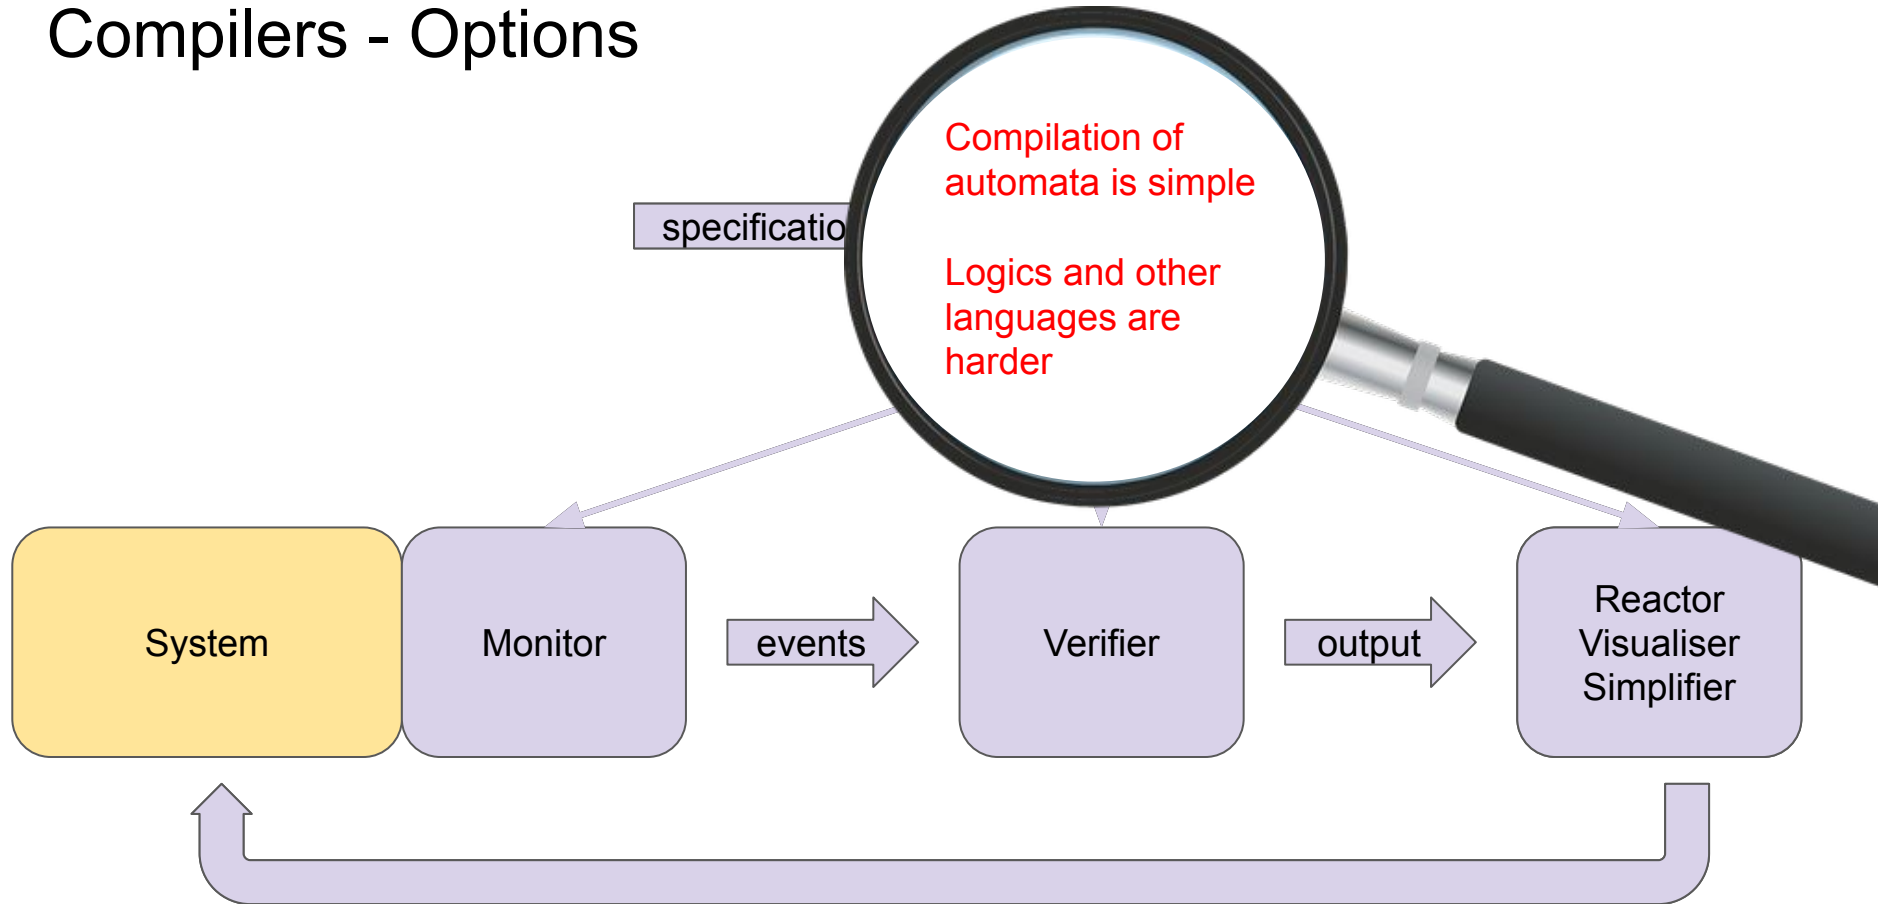 Compilers - Options
Compilation of
automata is simple
specificatio
Logics and other
languages are
harder
System
Monitor
events
Verifier
output
Reactor
Visualiser
Simplifier